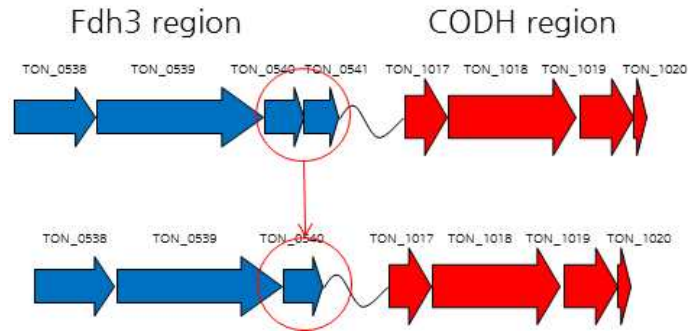 Fdh3 region CODH region
TON_0538 TON_0539 TON_0540 TON_0541 TON_1017 TON_1018 TON_1019 TON_1020
TON_0538 TON_0539 TON_0540 TON_1017 TON_1018 TON_1019 TON_1020